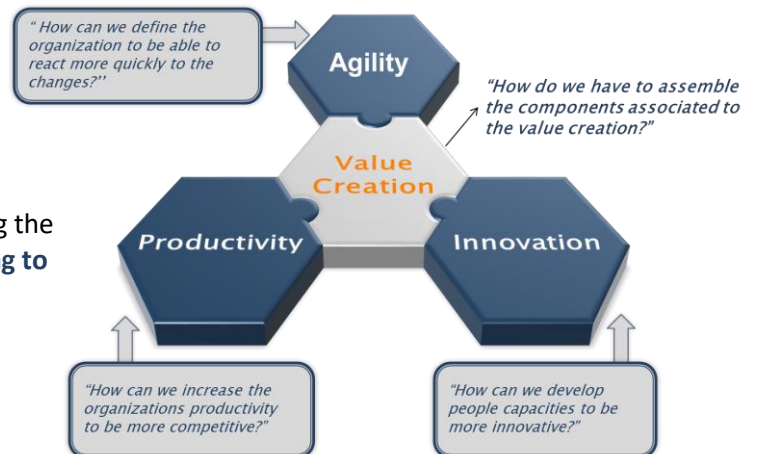 “ How can we define the
organization to be able to
react more quickly to the
changes?’’
Agility
“How do we have to assemble
the components associated to
the value creation?”
Value
Creation
g the
g to
Productivity
Innovation
“How can we increase the
organizations productivity
to be more competitive?”
“How can we develop
people capacities to be
more innovative?”